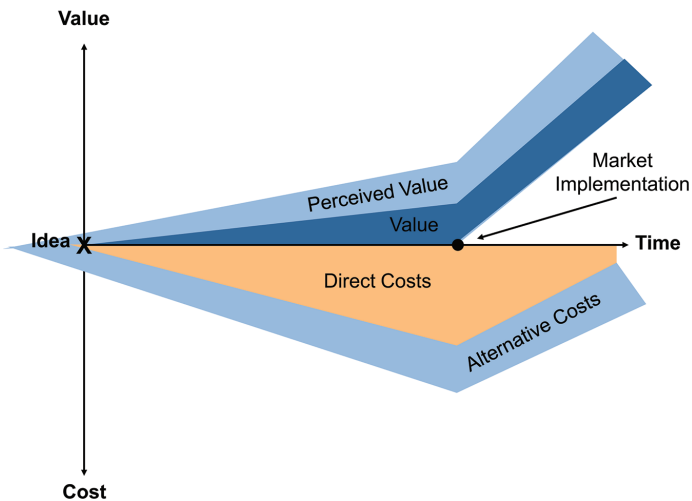 Value
Market
Implementation
Perceived Value
Value
Idea
X
Time
Direct Costs
Alternative Costs
Cost